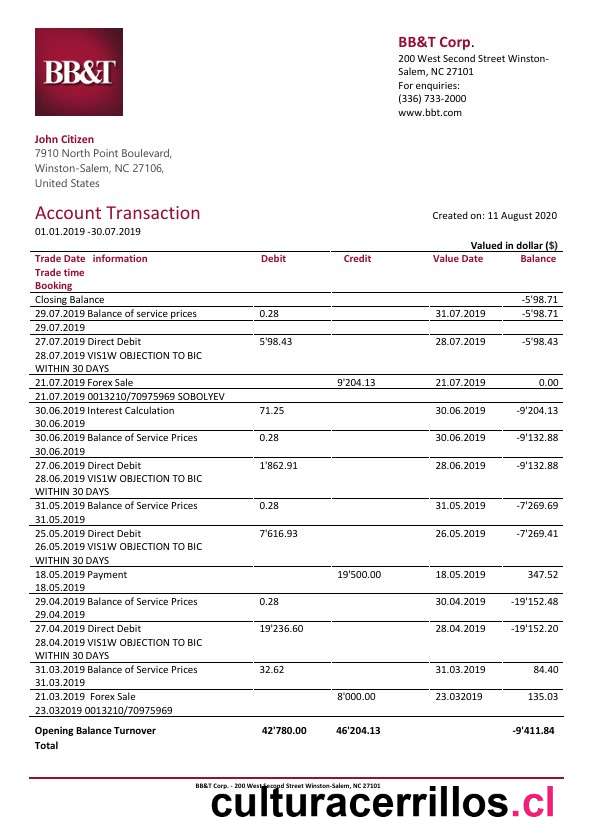 BB&T
BB&T Corp.
200 West Second Street Winston-
Salem, NC 27101
For enquiries:
(336) 733-2000
www.bbt.com
John Citizen
7910 North Point Boulevard,
Winston-Salem, NC 27106,
United States
Account Transaction
Created on: 11 August 2020
01.01.2019 -30.07.2019
Valued in dollar ($)
Trade Date information Debit Credit Value Date Balance
Trade time
Booking
Closing Balance -5'98.71
29.07.2019 Balance of service prices 0.28 31.07.2019 -5'98.71
29.07.2019
27.07.2019 Direct Debit 5'98.43 28.07.2019 -5'98.43
28.07.2019 VIS1W OBJECTION TO BIC
WITHIN 30 DAYS
21.07.2019 Forex Sale 9'204.13 21.07.2019 0.00
21.07.2019 0013210/70975969 SOBOLYEV
30.06.2019 Interest Calculation 71.25 30.06.2019 -9'204.13
30.06.2019
30.06.2019 Balance of Service Prices 0.28 30.06.2019 -9'132.88
30.06.2019
27.06.2019 Direct Debit 1'862.91 28.06.2019 -9'132.88
28.06.2019 VIS1W OBJECTION TO BIC
WITHIN 30 DAYS
31.05.2019 Balance of Service Prices 0.28 31.05.2019 -7'269.69
31.05.2019
25.05.2019 Direct Debit 7'616.93 26.05.2019 -7'269.41
26.05.2019 VIS1W OBJECTION TO BIC
WITHIN 30 DAYS
18.05.2019 Payment 19'500.00 18.05.2019 347.52
18.05.2019
29.04.2019 Balance of Service Prices 0.28 30.04.2019 -19'152.48
29.04.2019
27.04.2019 Direct Debit 19'236.60 28.04.2019 -19'152.20
28.04.2019 VIS1W OBJECTION TO BIC
WITHIN 30 DAYS
31.03.2019 Balance of Service Prices 32.62 31.03.2019 84.40
31.03.2019
21.03.2019 Forex Sale 8'000.00 23.032019 135.03
23.032019 0013210/70975969
Opening Balance Turnover 42'780.00 46'204.13 -9'411.84
Total
BB&T Corp. - 200 West Second Street Winston-Salem, NC 27101
culturacerrillos.cl